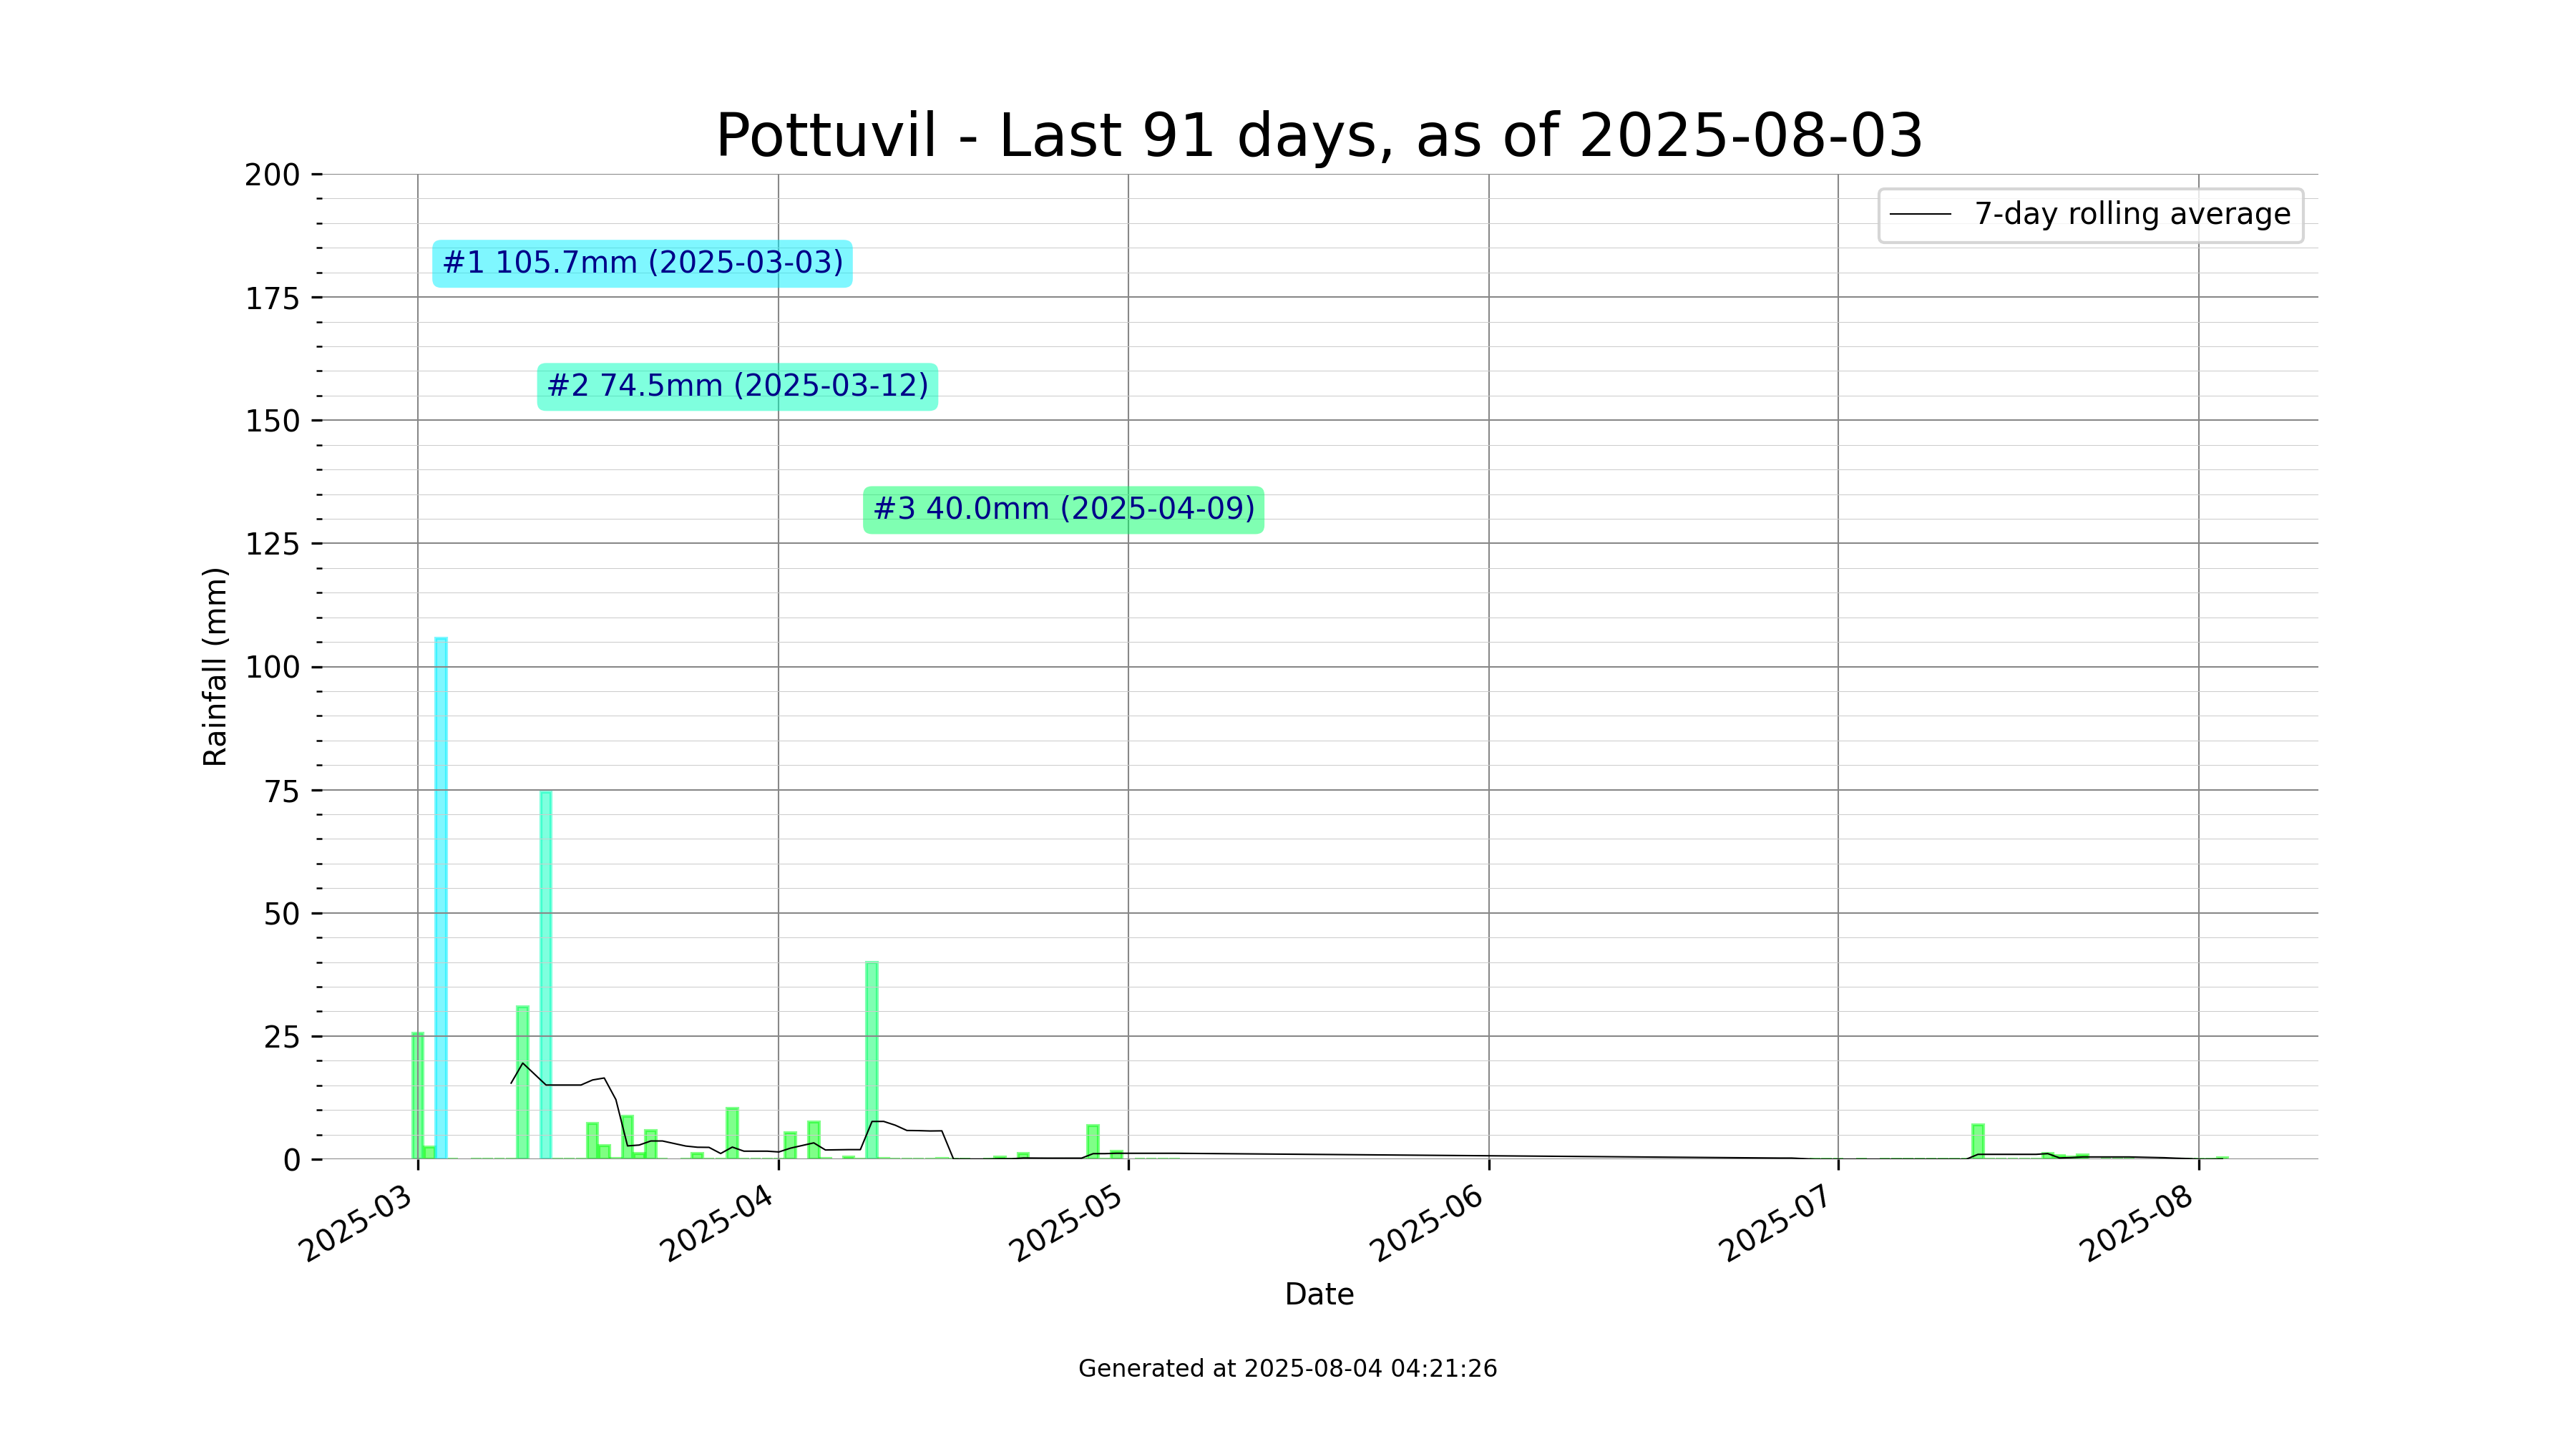 Pottuvil - Last 91 days, as of 2025-08-03
200
175
150
125
100
75
50
25
0
Rainfall (mm)
7-day rolling average
#1 105.7mm (2025-03-03)
#2 74.5mm (2025-03-12)
#3 40.0mm (2025-04-09)
2025-03
2025-04
2025-05
2025-06
2025-07
2025-08
Date
Generated at 2025-08-04 04:21:26